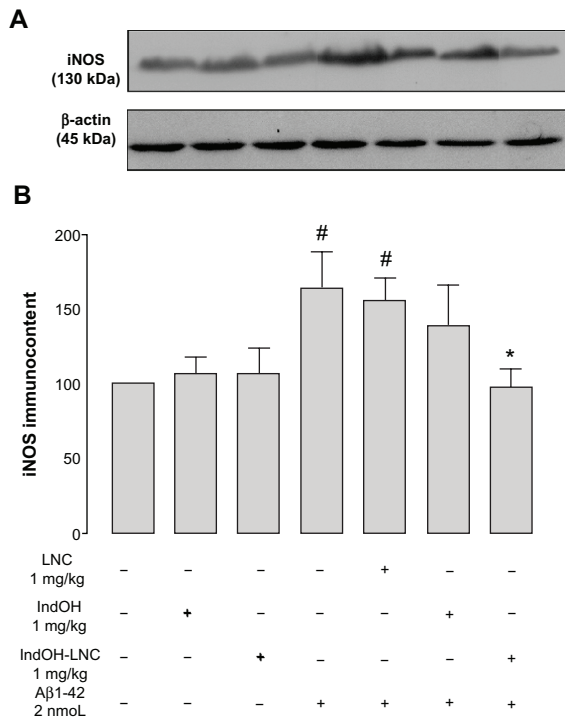 A
iNOS
(130 kDa)
β-actin
(45 kDa)
B
200
150
100
50
0
iNOS immunocontent
#
#
*
LNC
1 mg/kg
– – – – + – –
IndOH
1 mg/kg
– + – – – + –
IndOH-LNC
1 mg/kg
– – + – – – +
Aβ1-42
2 nmoL
– – – + + + +